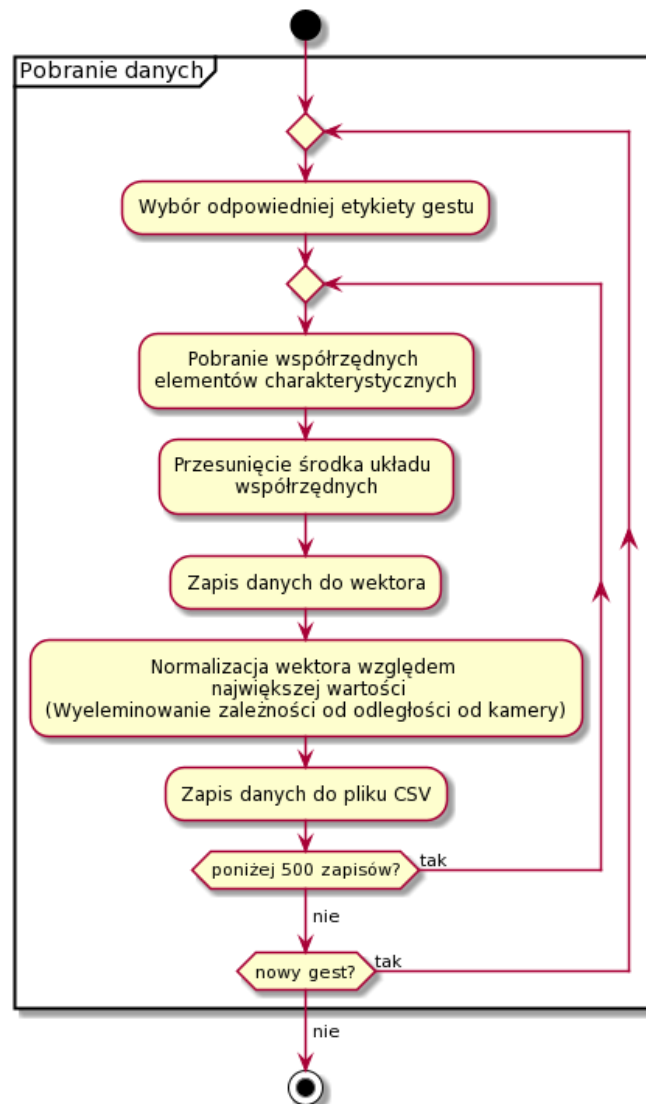 Pobranie danych
Wybór odpowiedniej etykiety gestu
Pobranie współrzędnych
elementów charakterystycznych
Przesunięcie środka układu
współrzędnych
Zapis danych do wektora
Normalizacja wektora względem
największej wartości
(Wyeleminowanie zależności od odległości od kamery)
Zapis danych do pliku CSV
poniżej 500 zapisów?
tak
nie
nowy gest?
tak
nie